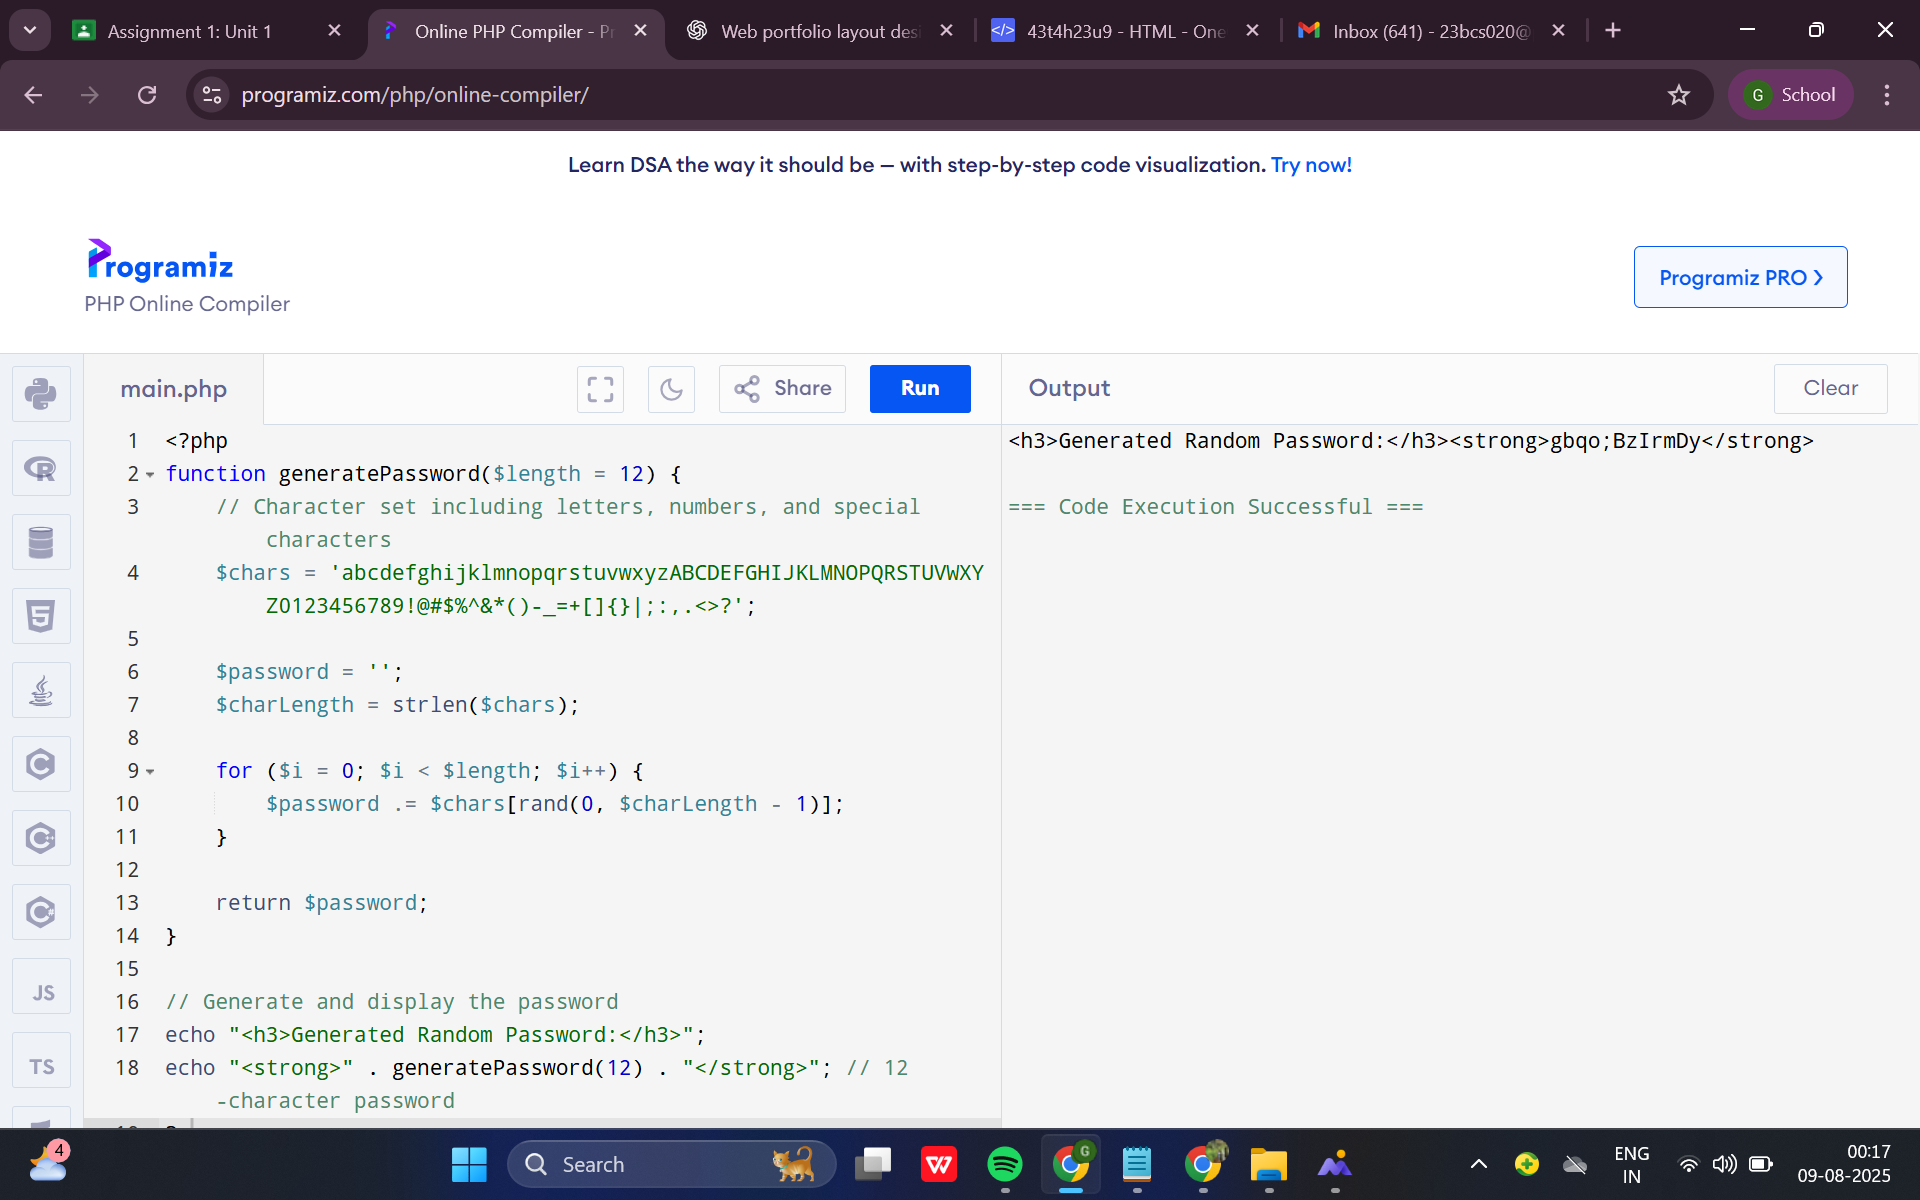 Assignment 1: Unit 1
Online PHP Compiler - Pr
Web portfolio layout desi
43t4h23u9 - HTML - One
Inbox (641) - 23bcs020@
programiz.com/php/online-compiler/
G School
Learn DSA the way it should be — with step-by-step code visualization. Try now!
Programiz
PHP Online Compiler
Programiz PRO ❯
main.php
Share
Run
Output
Clear
1 <?php
2 function generatePassword($length = 12) {
3 // Character set including letters, numbers, and special
characters
4 $chars = 'abcdefghijklmnopqrstuvwxyzABCDEFGHIJKLMNOPQRSTUVWXY
Z0123456789!@#$%^&*()-_=+[]{}|;:,.<>?';
5
6 $password = '';
7 $charLength = strlen($chars);
8
9 for ($i = 0; $i < $length; $i++) {
10 $password .= $chars[rand(0, $charLength - 1)];
11 }
12
13 return $password;
14 }
15
16 // Generate and display the password
17 echo "<h3>Generated Random Password:</h3>";
18 echo "<strong>" . generatePassword(12) . "</strong>"; // 12
-character password
<h3>Generated Random Password:</h3><strong>gbqo;BzIrmDy</strong>
=== Code Execution Successful ===
R
5
C
C++
C#
JS
TS
4
Search
W
G
ENG
IN
00:17
09-08-2025